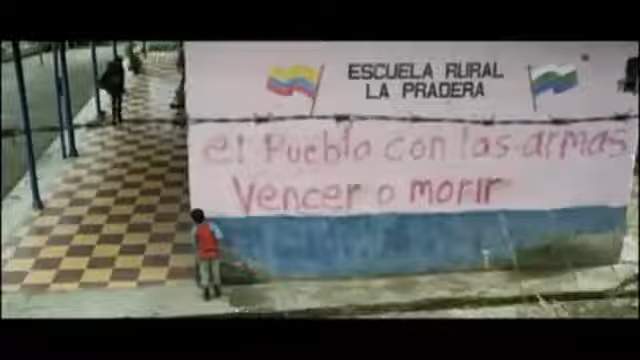 ESCUELA RURAL
LA PRADERA
el Pueblo con las armas
Vencer o morir